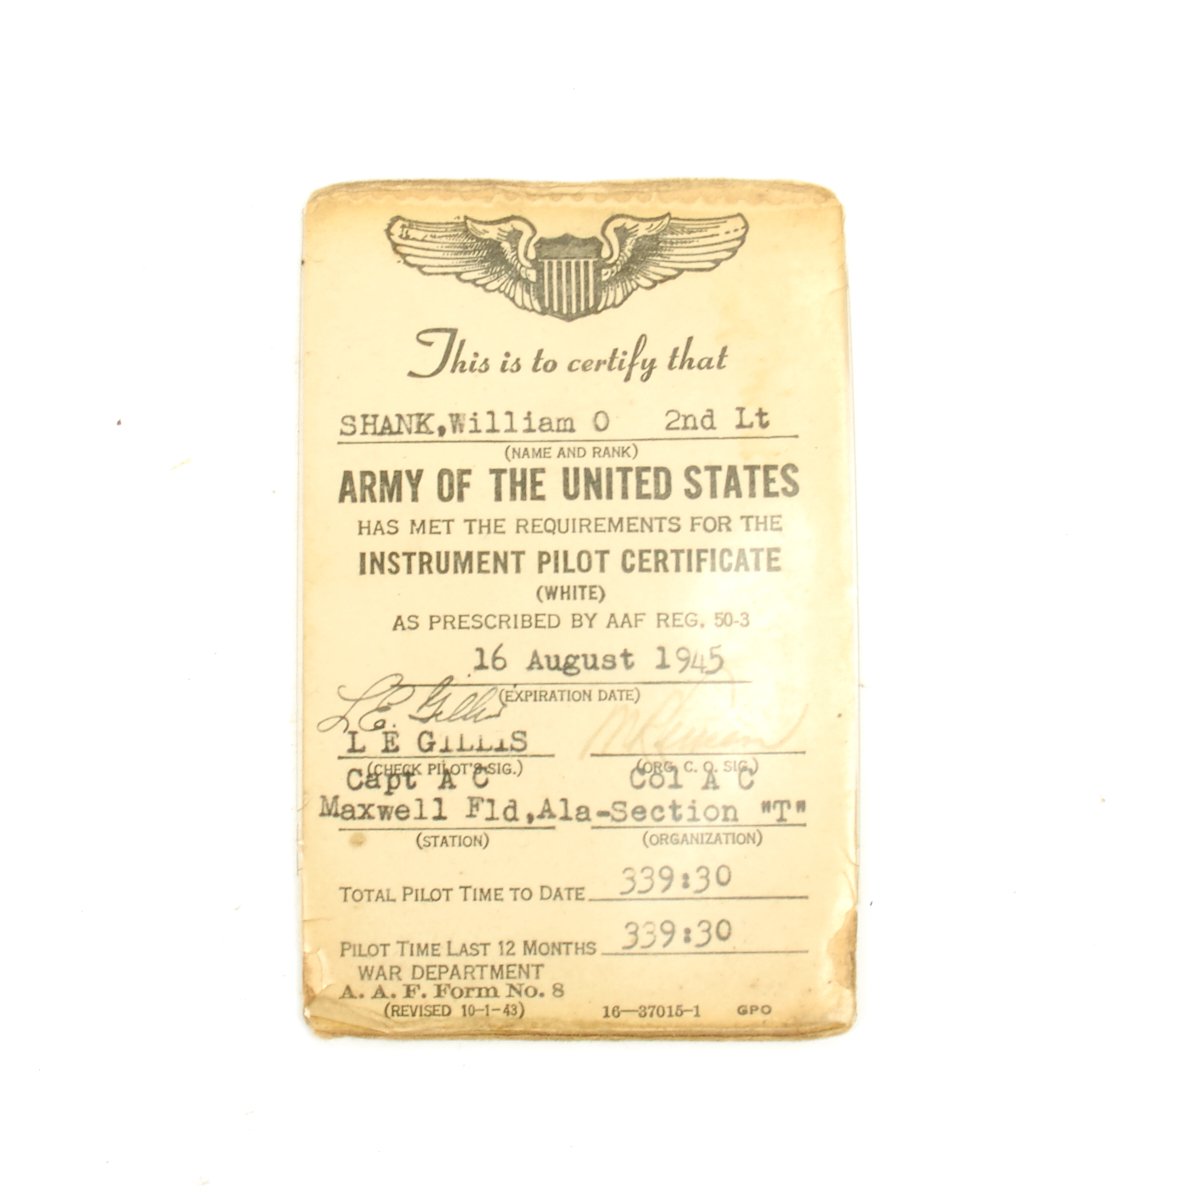 This is to certify that
SHANK,William O 2nd Lt
(NAME AND RANK)
ARMY OF THE UNITED STATES
HAS MET THE REQUIREMENTS FOR THE
INSTRUMENT PILOT CERTIFICATE
(WHITE)
AS PRESCRIBED BY AAF REG. 50-3
16 August 1945
(EXPIRATION DATE)
L E Gillis
L E GILLIS
(CHECK PILOT'S SIG.) (ORG. C. O. SIG.)
Capt A C Col A C
Maxwell Fld,Ala-Section "T"
(STATION) (ORGANIZATION)
TOTAL PILOT TIME TO DATE 339:30
PILOT TIME LAST 12 MONTHS 339:30
WAR DEPARTMENT
A. A. F. Form No. 8
(REVISED 10-1-43) 16—37015-1 GPO